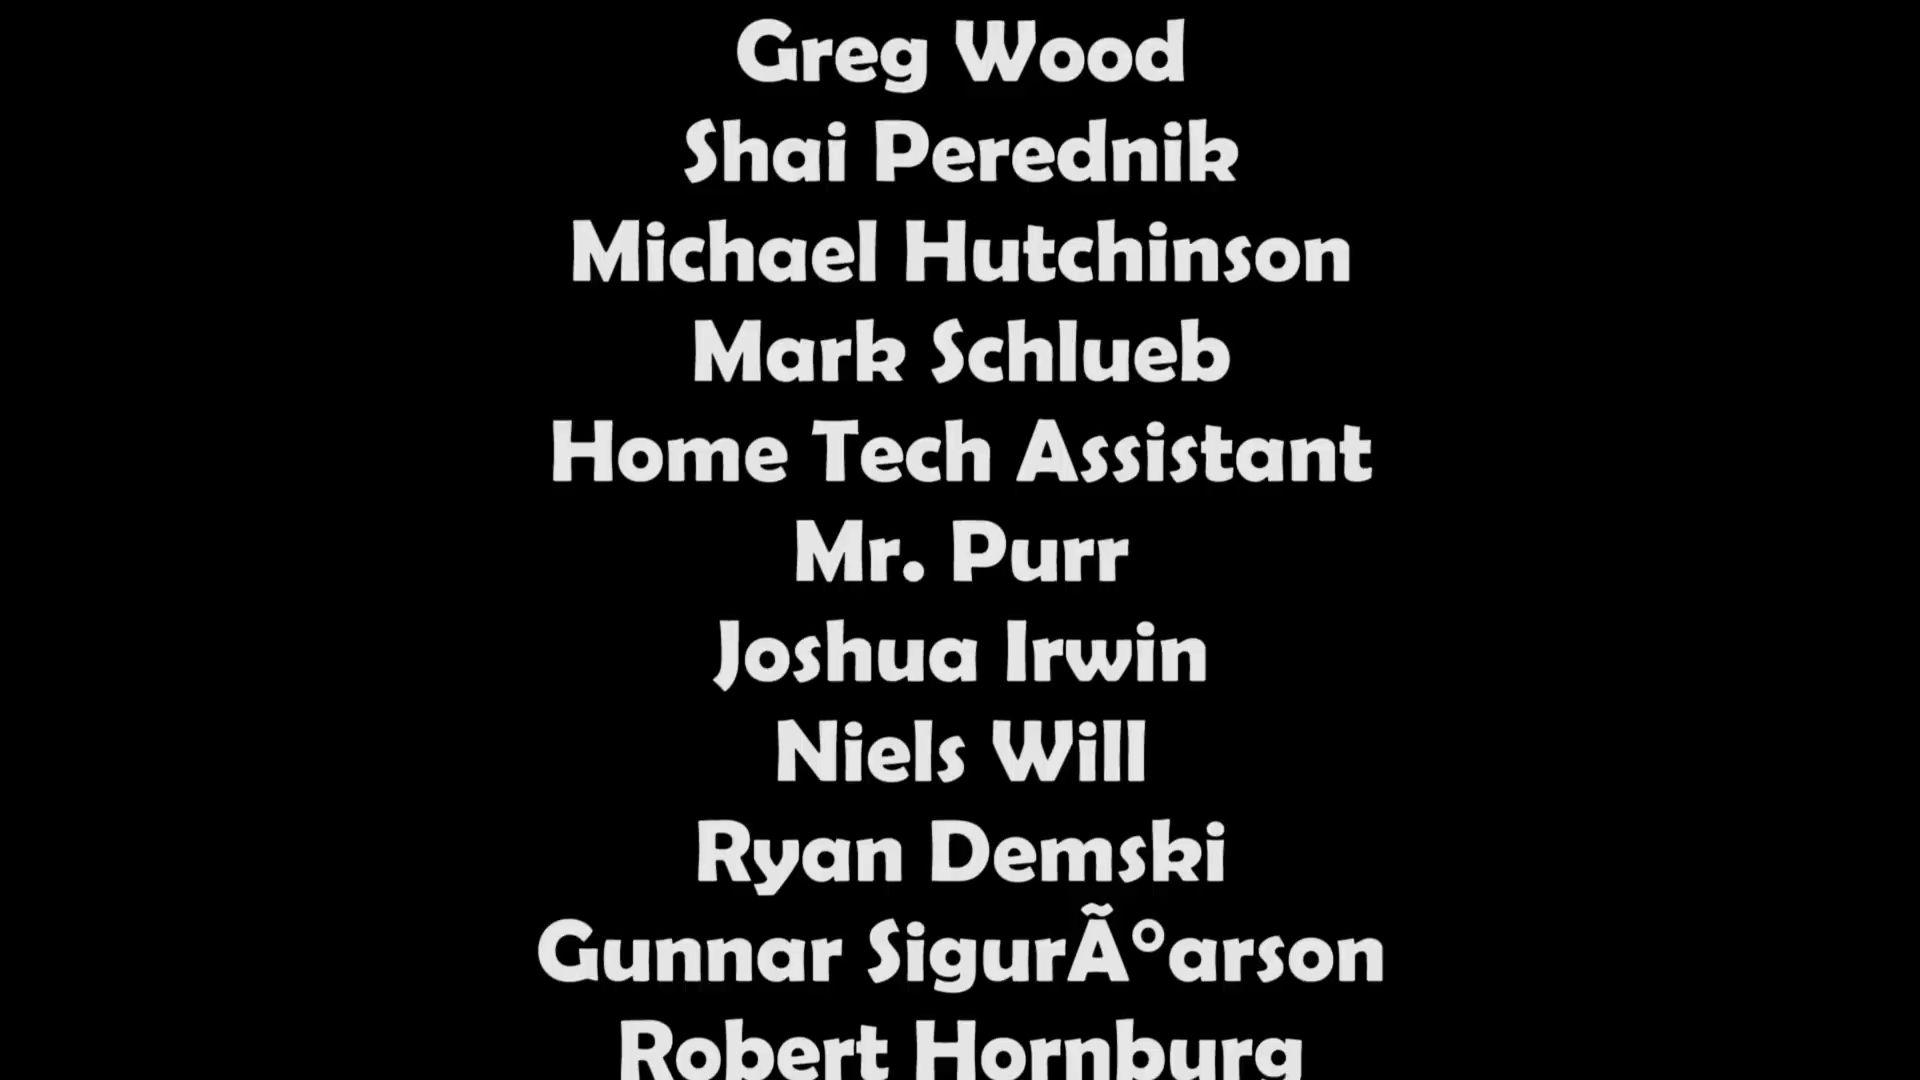 Greg Wood
Shai Perednik
Michael Hutchinson
Mark Schlueb
Home Tech Assistant
Mr. Purr
Joshua Irwin
Niels Will
Ryan Demski
Gunnar SigurÃ°arson
Robert Hornburg